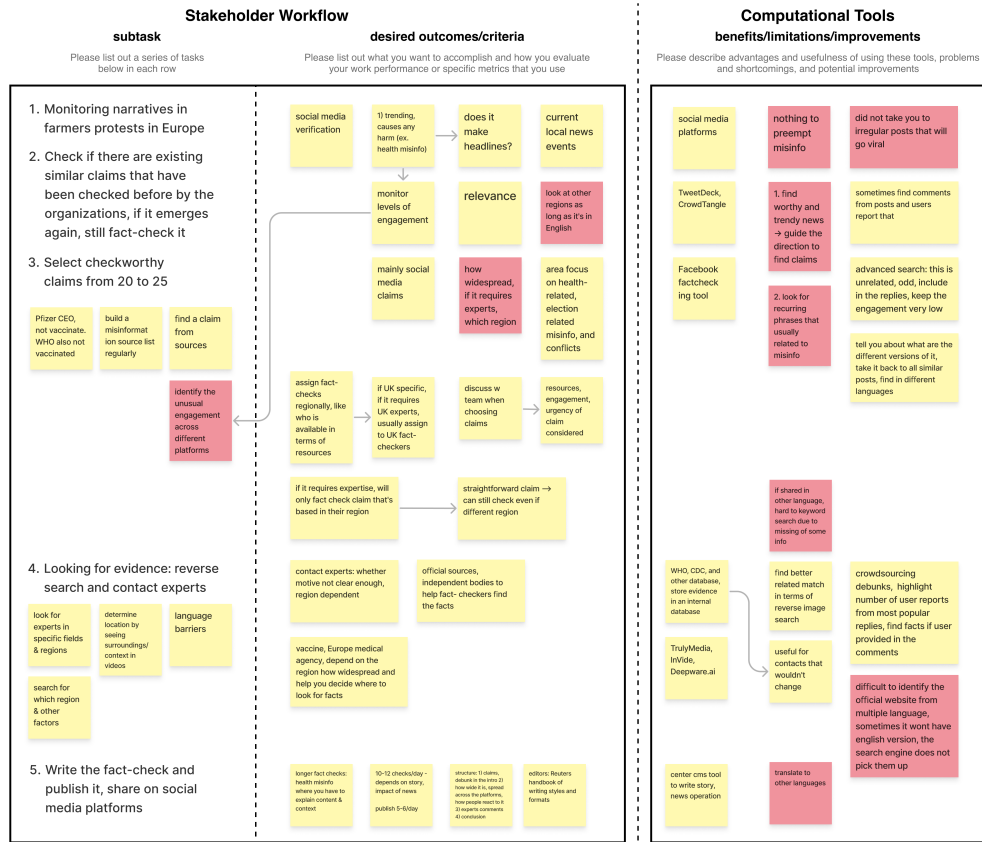 Stakeholder Workflow
Computational Tools
subtask
desired outcomes/criteria
benefits/limitations/improvements
Please list out a series of tasks
below in each row
Please list out what you want to accomplish and how you evaluate
your work performance or specific metrics that you use
Please describe advantages and usefulness of using these tools, problems
and shortcomings, and potential improvements
1. Monitoring narratives in
farmers protests in Europe
2. Check if there are existing
similar claims that have
been checked before by the
organizations, if it emerges
again, still fact-check it
3. Select checkworthy
claims from 20 to 25
Pfizer CEO,
not vaccinate.
WHO also not
vaccinated
build a
misinformat
ion source list
regularly
find a claim
from
sources
identify the
unusual
engagement
across
different
platforms
social media
verification
1) trending,
causes any
harm (ex.
health misinfo)
does it
make
headlines?
current
local news
events
monitor
levels of
engagement
relevance
look at other
regions as
long as it's in
English
mainly social
media
claims
how
widespread,
if it requires
experts,
which region
area focus
on health-
related,
election
related
misinfo, and
conflicts
assign fact-
checks
regionally, like
who is
available in
terms of
resources
if UK specific,
if it requires
UK experts,
usually assign
to UK fact-
checkers
discuss w
team when
choosing
claims
resources,
engagement,
urgency of
claim
considered
if it requires expertise, will
only fact check claim that's
based in their region
straightforward claim →
can still check even if
different region
social media
platforms
nothing to
preempt
misinfo
did not take you to
irregular posts that will
go viral
TweetDeck,
CrowdTangle
1. find
worthy and
trendy news
→ guide the
direction to
find claims
sometimes find comments
from posts and users
report that
Facebook
factcheck
ing tool
2. look for
recurring
phrases that
usually
related to
misinfo
advanced search: this is
unrelated, odd, include
in the replies, keep the
engagement very low
tell you about what are the
different versions of it,
take it back to all similar
posts, find in different
languages
if shared in
other language,
hard to keyword
search due to
missing of some
info
4. Looking for evidence: reverse
search and contact experts
look for
experts in
specific fields
& regions
determine
location by
seeing
surroundings/
context in
videos
language
barriers
search for
which region
& other
factors
contact experts: whether
motive not clear enough,
region dependent
official sources,
independent bodies to
help fact- checkers find
the facts
vaccine, Europe medical
agency, depend on the
region how widespread and
help you decide where to
look for facts
WHO, CDC, and
other database,
store evidence
in an internal
database
find better
related match
in terms of
reverse image
search
crowdsourcing
debunks, highlight
number of user reports
from most popular
replies, find facts if user
provided in the
comments
TrulyMedia,
InVide,
Deepware.ai
useful for
contacts that
wouldn't
change
difficult to identify the
official website from
multiple language,
sometimes it wont have
english version, the
search engine does not
pick them up
5. Write the fact-check and
publish it, share on social
media platforms
longer fact checks:
health misinfo
where you have to
explain content &
context
10-12 checks/day -
depends on story,
impact of news
publish 5-6/day
structure: 1) claims,
debunk in the intro 2)
how wide it is, spread
across the platforms,
how people react to it
3) experts comments
4) conclusion
editors: Reuters
handbook of
writing styles and
formats
center cms tool
to write story,
news operation
translate to
other languages